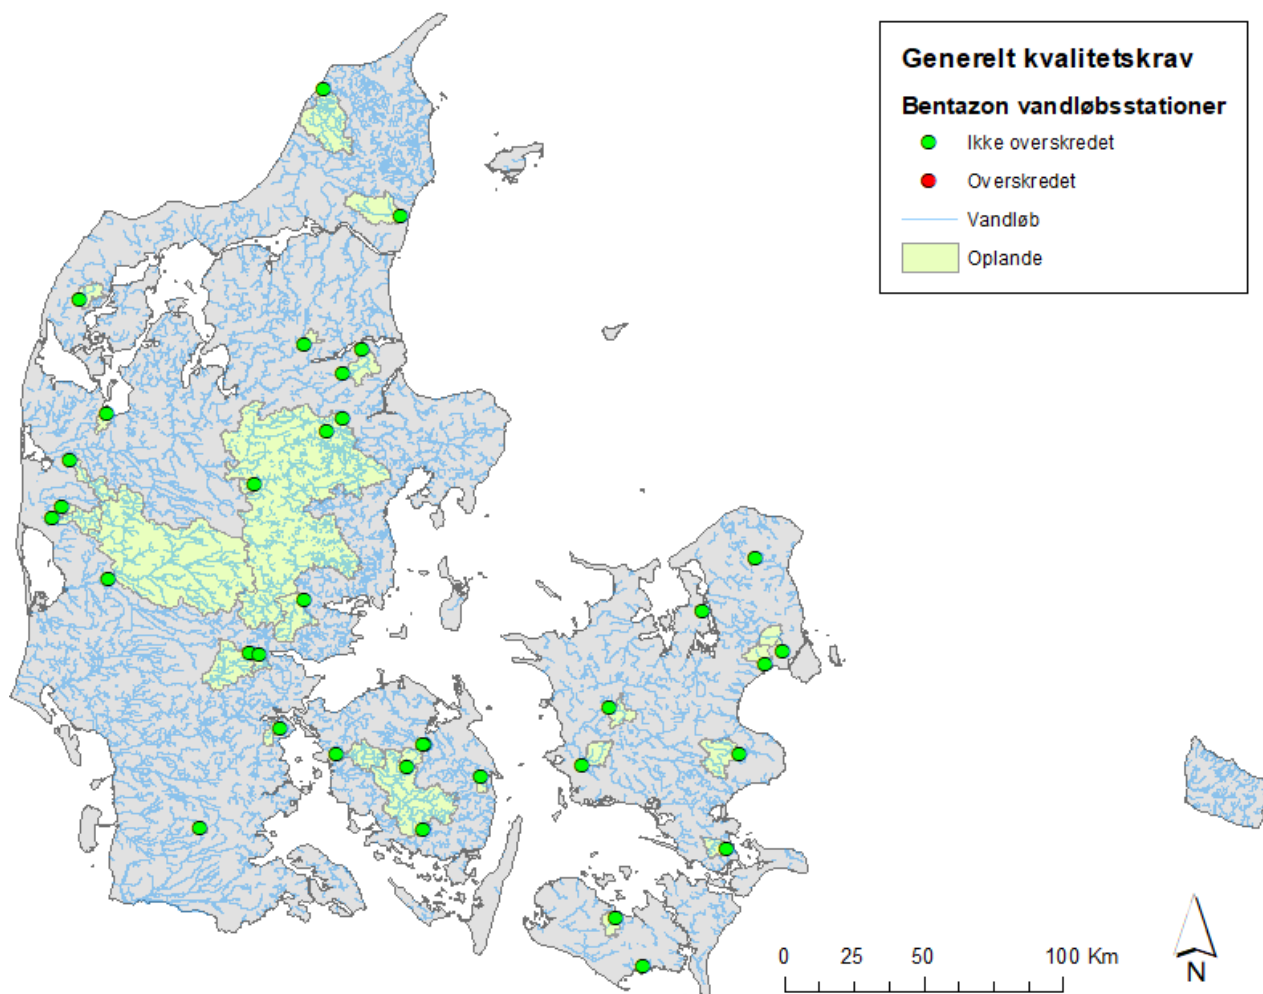 Generelt kvalitetskrav
Bentazon vandløbsstationer
Ikke overskredet
Overskredet
Vandløb
Oplande
0 25 50 100 Km
N